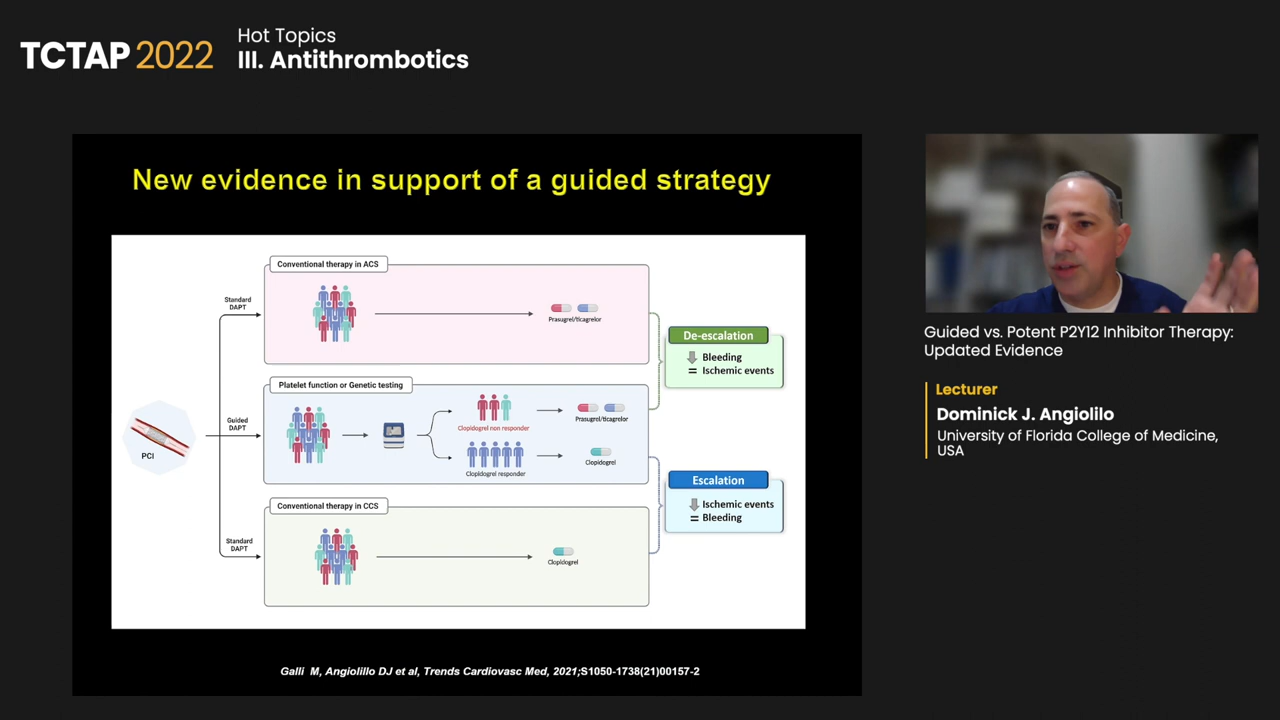 TCTAP 2022
Hot Topics
III. Antithrombotics
New evidence in support of a guided strategy
Conventional therapy in ACS
Standard
DAPT
Prasugrel/ticagrelor
De-escalation
Bleeding
= Ischemic events
Platelet function or Genetic testing
PCI
Guided
DAPT
Clopidogrel non responder
Prasugrel/ticagrelor
Clopidogrel responder
Clopidogrel
Escalation
Ischemic events
= Bleeding
Conventional therapy in CCS
Standard
DAPT
Clopidogrel
Galli M, Angiolillo DJ et al, Trends Cardiovasc Med, 2021;S1050-1738(21)00157-2
Guided vs. Potent P2Y12 Inhibitor Therapy:
Updated Evidence
Lecturer
Dominick J. Angiolilo
University of Florida College of Medicine,
USA